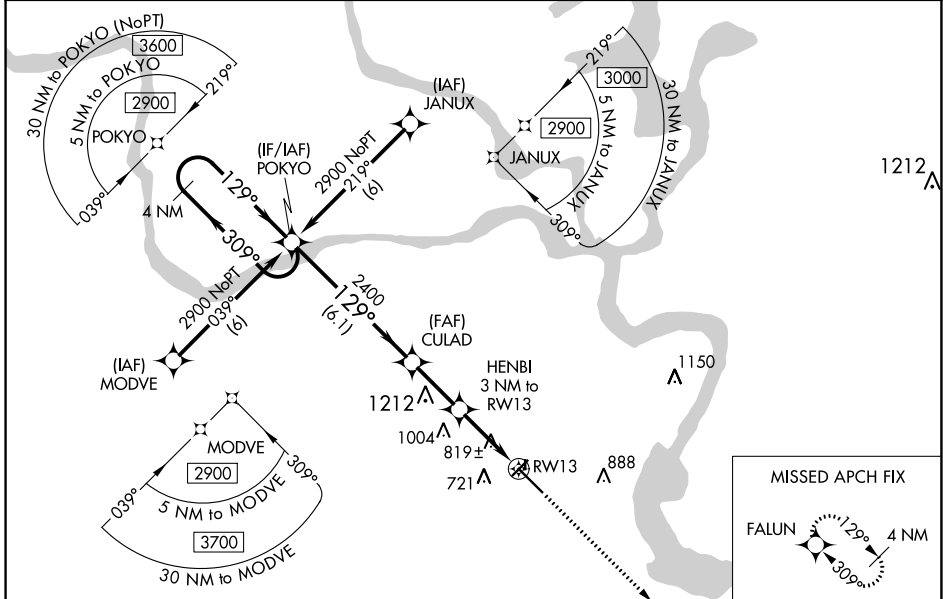 30 NM to POKYO (NoPT)
3600
5 NM to POKYO
219°
2900
POKYO
039°
(IAF)
JANUX
2900 NoPT
219°
(6)
(IF/IAF)
POKYO
129°
4 NM
309°
2900 NoPT
039°
(6)
(IAF)
MODVE
219°
3000
5 NM to JANUX
30 NM to JANUX
2900
JANUX
309°
1212
2400
129°
(6.1)
(FAF)
CULAD
HENBI
3 NM to
RW13
1212
1004
819±
721
RW13
888
1150
MODVE
2900
039°
309°
5 NM to MODVE
3700
30 NM to MODVE
MISSED APCH FIX
FALUN
129°
4 NM
309°